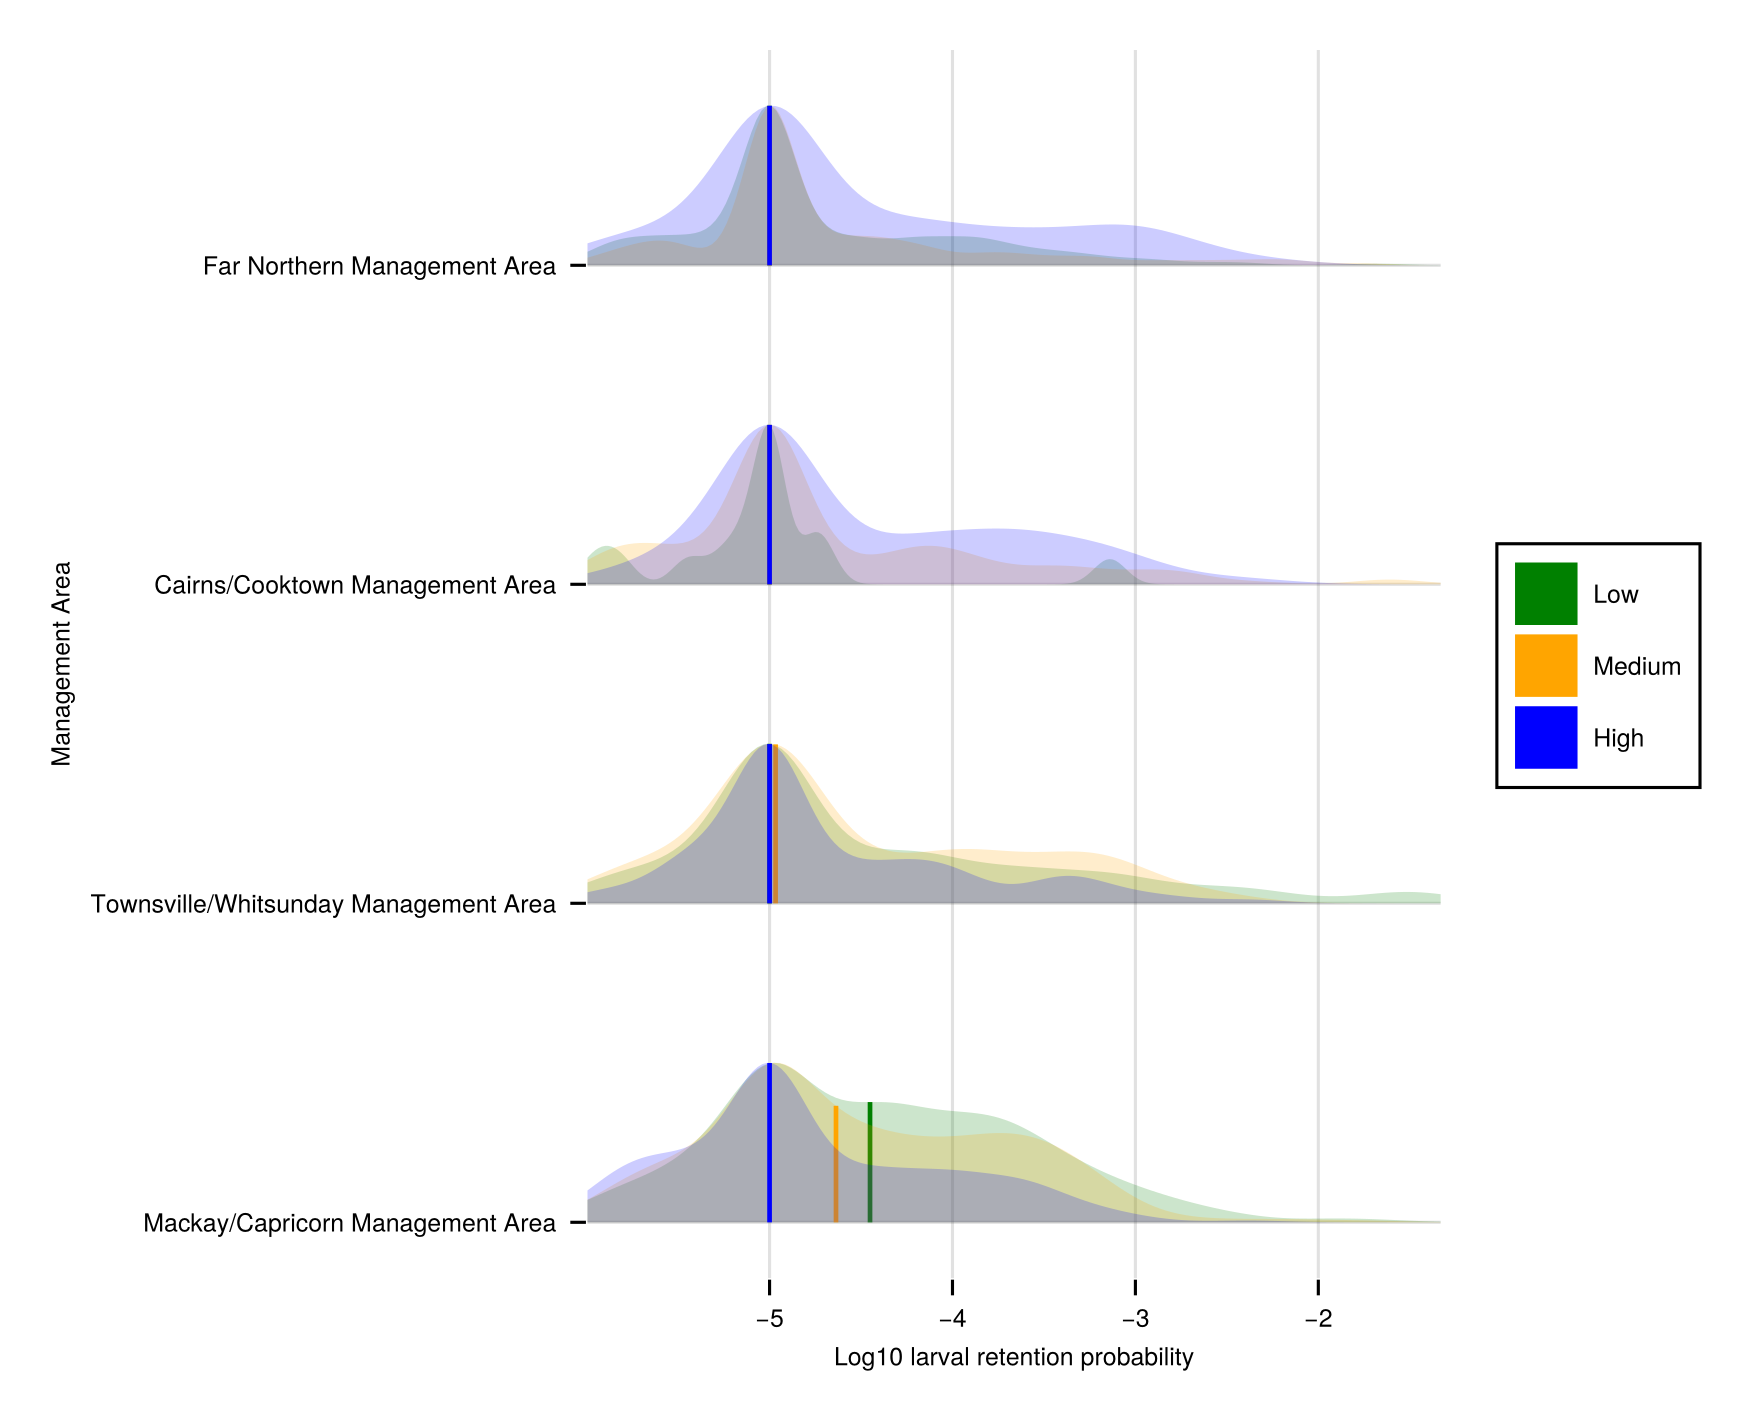 Management Area
Far Northern Management Area
Cairns/Cooktown Management Area
Townsville/Whitsunday Management Area
Mackay/Capricorn Management Area
−5
−4
−3
−2
Log10 larval retention probability
Low
Medium
High